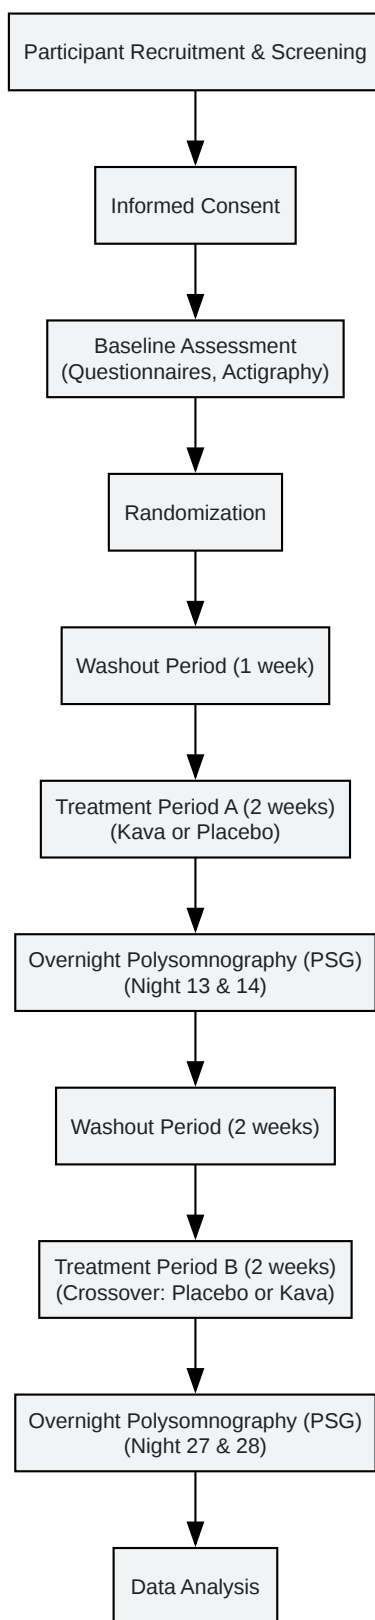 Participant Recruitment & Screening
Informed Consent
Baseline Assessment
(Questionnaires, Actigraphy)
Randomization
Washout Period (1 week)
Treatment Period A (2 weeks)
(Kava or Placebo)
Overnight Polysomnography (PSG)
(Night 13 & 14)
Washout Period (2 weeks)
Treatment Period B (2 weeks)
(Crossover: Placebo or Kava)
Overnight Polysomnography (PSG)
(Night 27 & 28)
Data Analysis